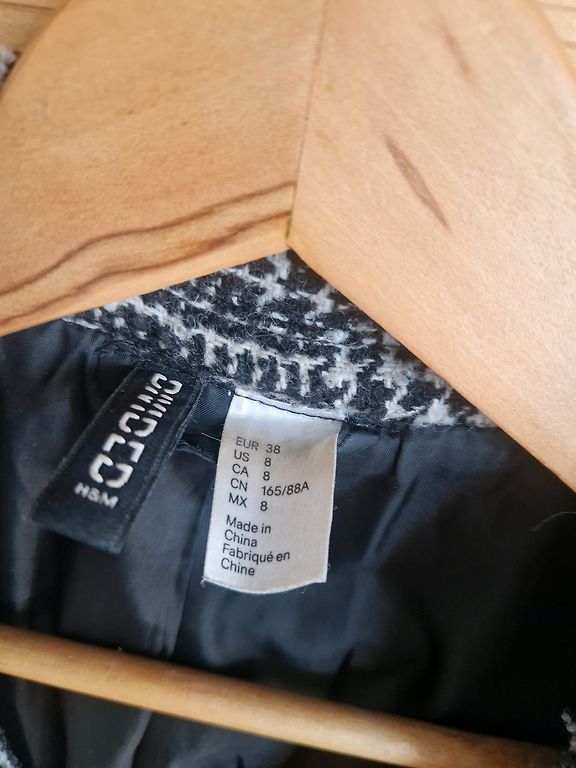 DIVIDED
H&M
EUR 38
US 8
CA 8
CN 165/88A
MX 8
Made in
China
Fabriqué en
Chine